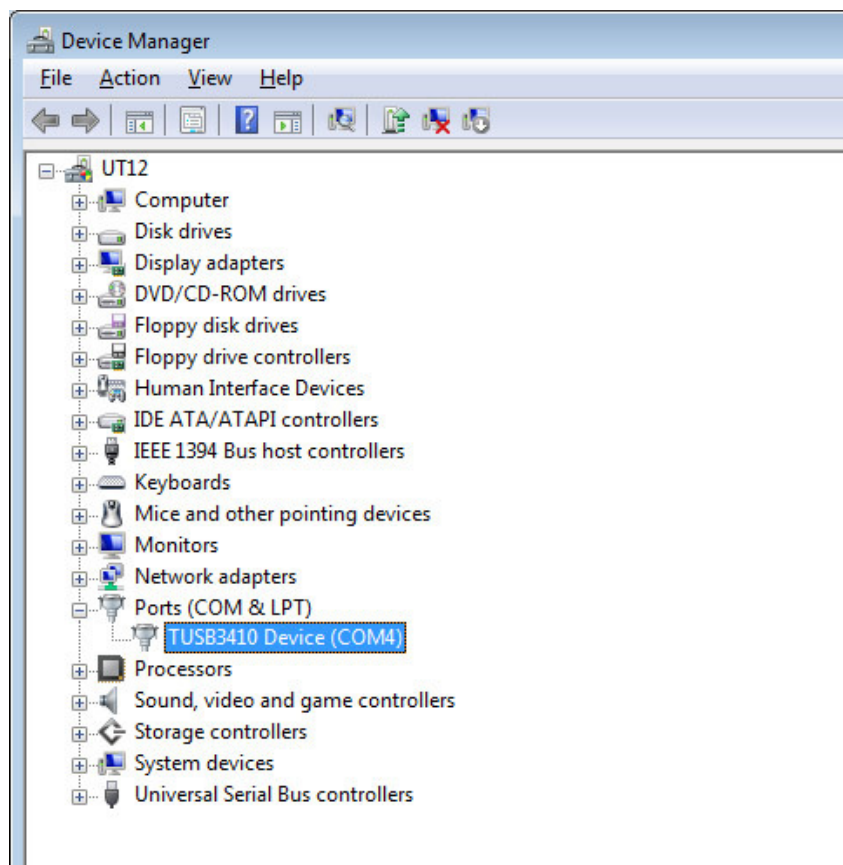 Device Manager
File Action View Help
UT12
Computer
Disk drives
Display adapters
DVD/CD-ROM drives
Floppy disk drives
Floppy drive controllers
Human Interface Devices
IDE ATA/ATAPI controllers
IEEE 1394 Bus host controllers
Keyboards
Mice and other pointing devices
Monitors
Network adapters
Ports (COM & LPT)
TUSB3410 Device (COM4)
Processors
Sound, video and game controllers
Storage controllers
System devices
Universal Serial Bus controllers